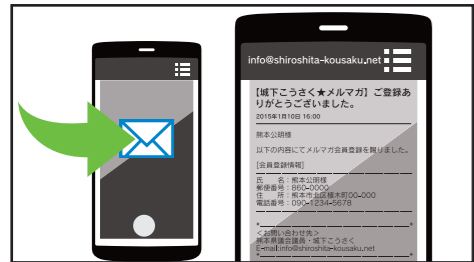 info@shiroshita-kousaku.net
【城下こうさく★メルマガ】ご登録あ
りがとうございました。
2015年1月10日 16:00
熊本公明様
以下の内容にてメルマガ会員登録を賜りました。
[会員登録情報]
氏　　名：熊本公明様
郵便番号：860-0000
住　　所：熊本市北区植木町00-000
電話番号：090-1234-5678
＜お問い合わせ先＞
熊本県議会議員・城下こうさく
E-mail:info@shiroshita-kousaku.net